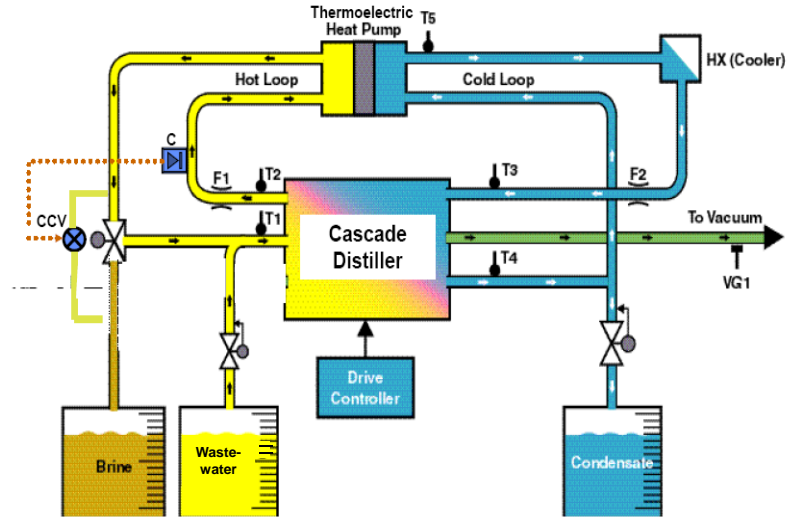 Thermoelectric
Heat Pump
T5
HX (Cooler)
Hot Loop
Cold Loop
C
F1
T2
T3
F2
CCV
T1
To Vacuum
Cascade
Distiller
T4
VG1
Drive
Controller
Brine
Waste-
water
Condensate